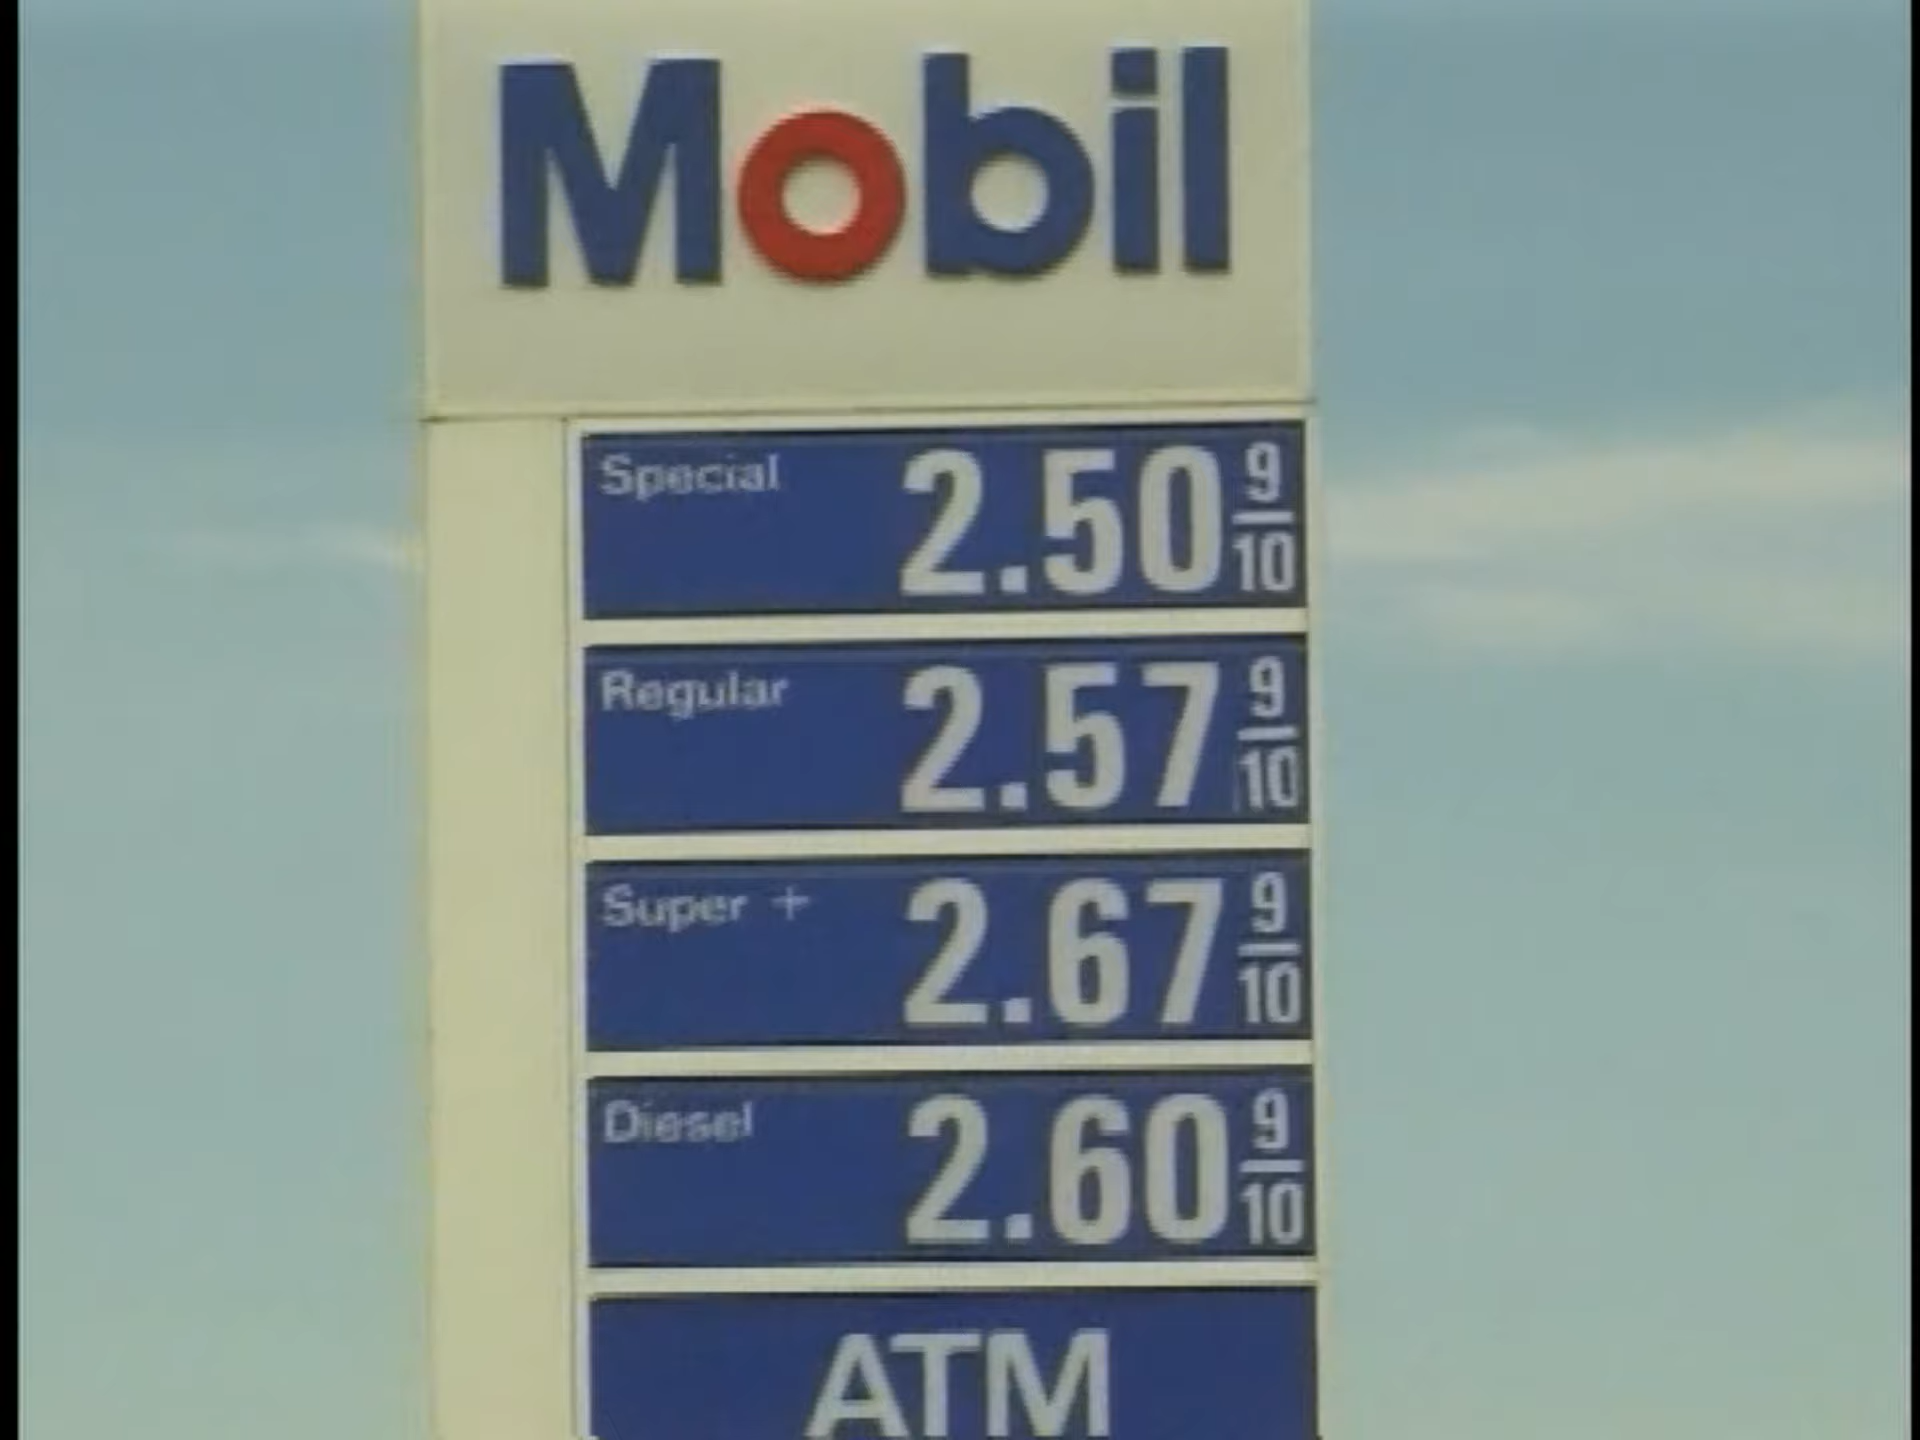 Mobil
Special 2.50 9/10
Regular 2.57 9/10
Super + 2.67 9/10
Diesel 2.60 9/10
ATM